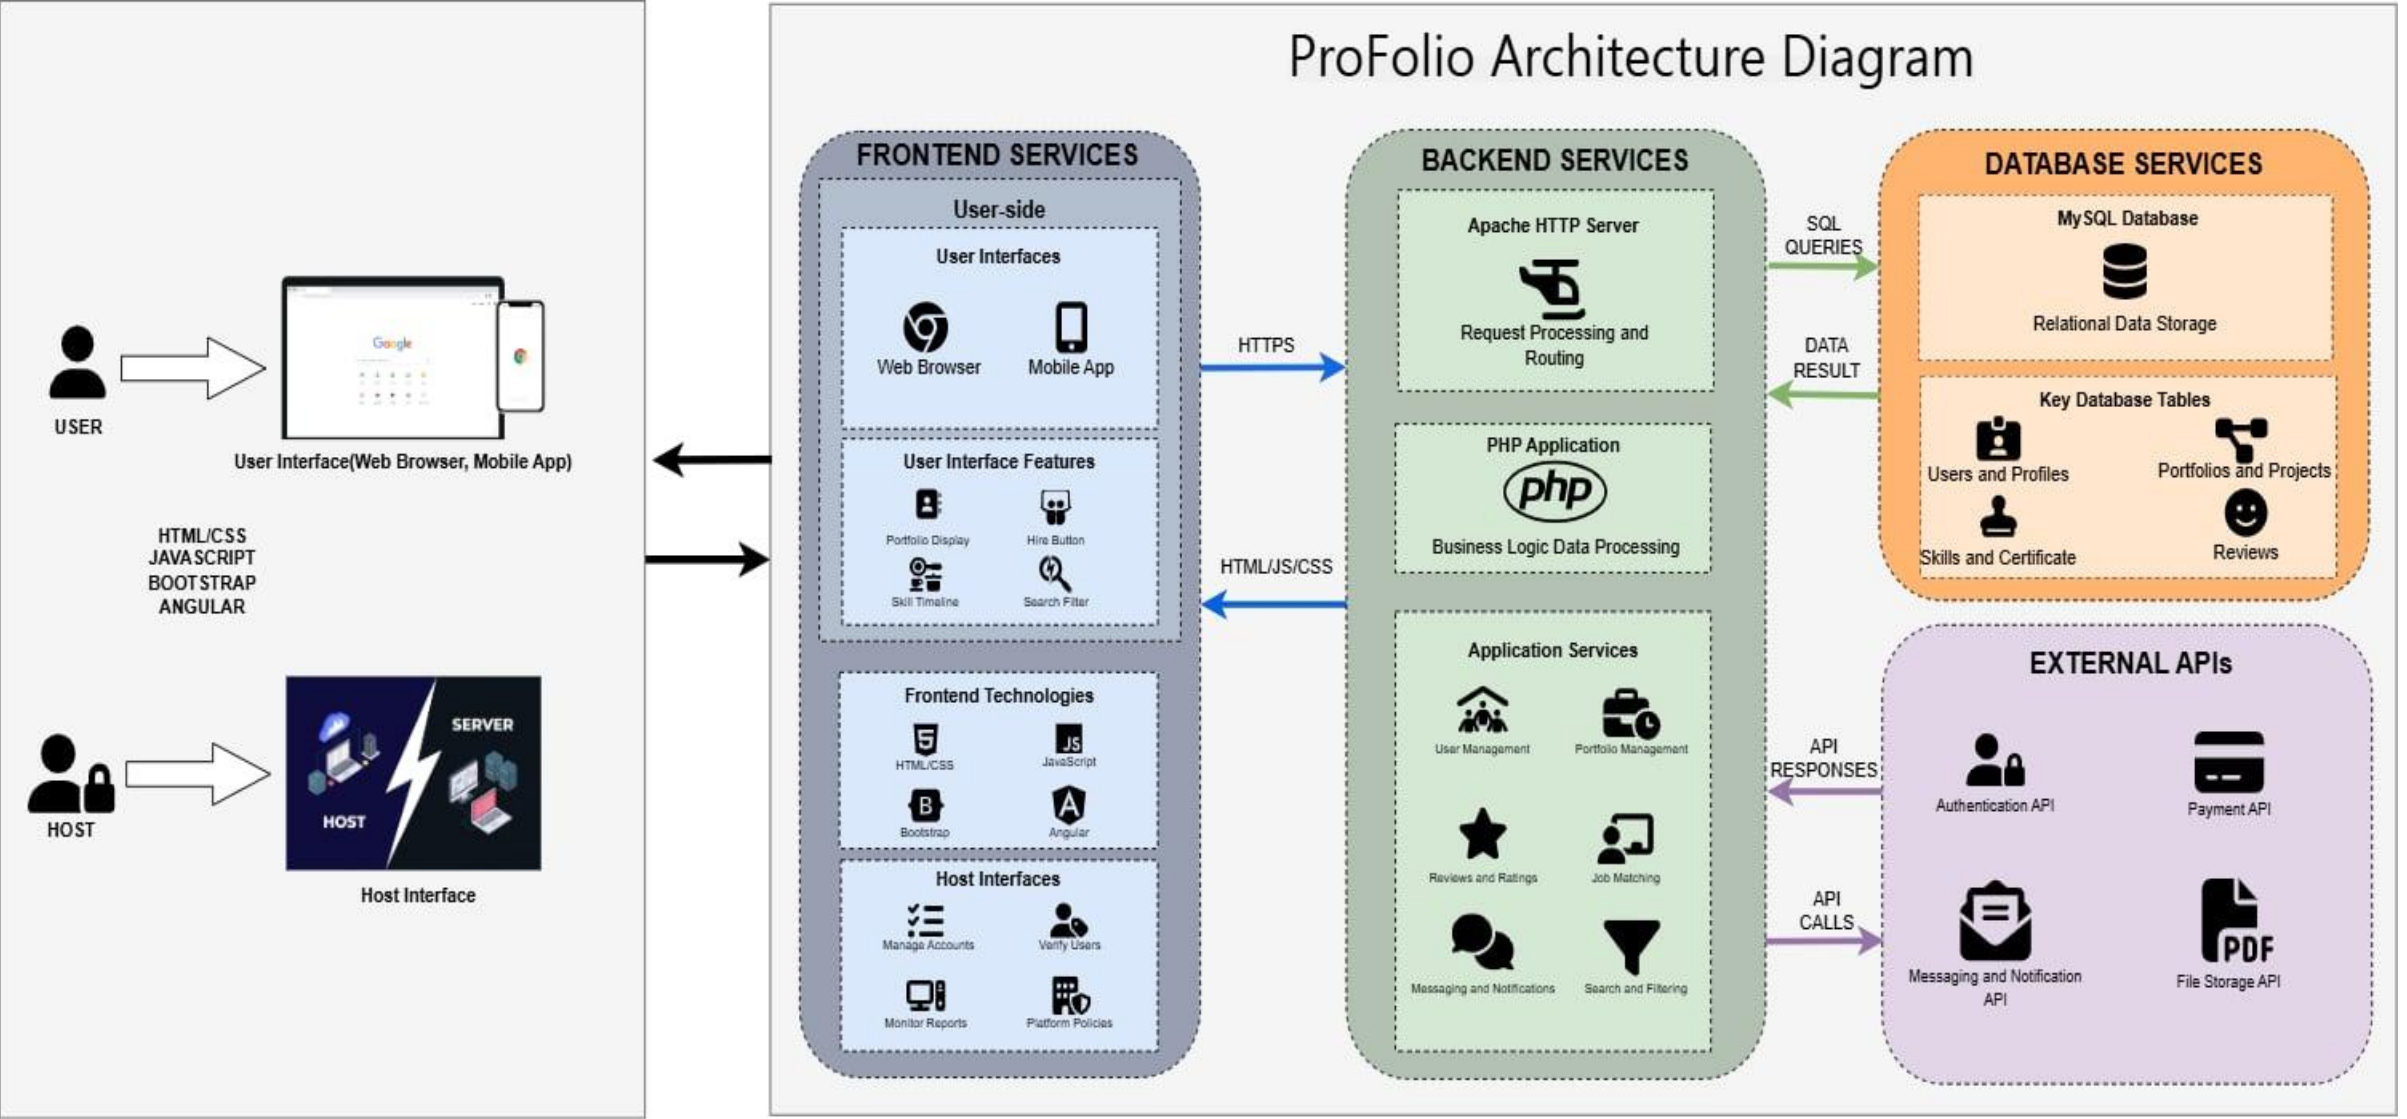 ProFolio Architecture Diagram
USER
Google
User Interface(Web Browser, Mobile App)
HTML/CSS
JAVASCRIPT
BOOTSTRAP
ANGULAR
HOST
HOST
SERVER
Host Interface
FRONTEND SERVICES
User-side
User Interfaces
Web Browser
Mobile App
User Interface Features
Portfolio Display
Hire Button
Skill Timeline
Search Filter
Frontend Technologies
HTML/CSS
JS
JavaScript
B
Bootstrap
A
Angular
Host Interfaces
Manage Accounts
Verify Users
Monitor Reports
Platform Policies
HTTPS
HTML/JS/CSS
BACKEND SERVICES
Apache HTTP Server
Request Processing and
Routing
PHP Application
php
Business Logic Data Processing
Application Services
User Management
Portfolio Management
Reviews and Ratings
Job Matching
Messaging and Notifications
Search and Filtering
SQL
QUERIES
DATA
RESULT
API
RESPONSES
API
CALLS
DATABASE SERVICES
MySQL Database
Relational Data Storage
Key Database Tables
Users and Profiles
Portfolios and Projects
Skills and Certificate
Reviews
EXTERNAL APIs
Authentication API
Payment API
Messaging and Notification
API
PDF
File Storage API